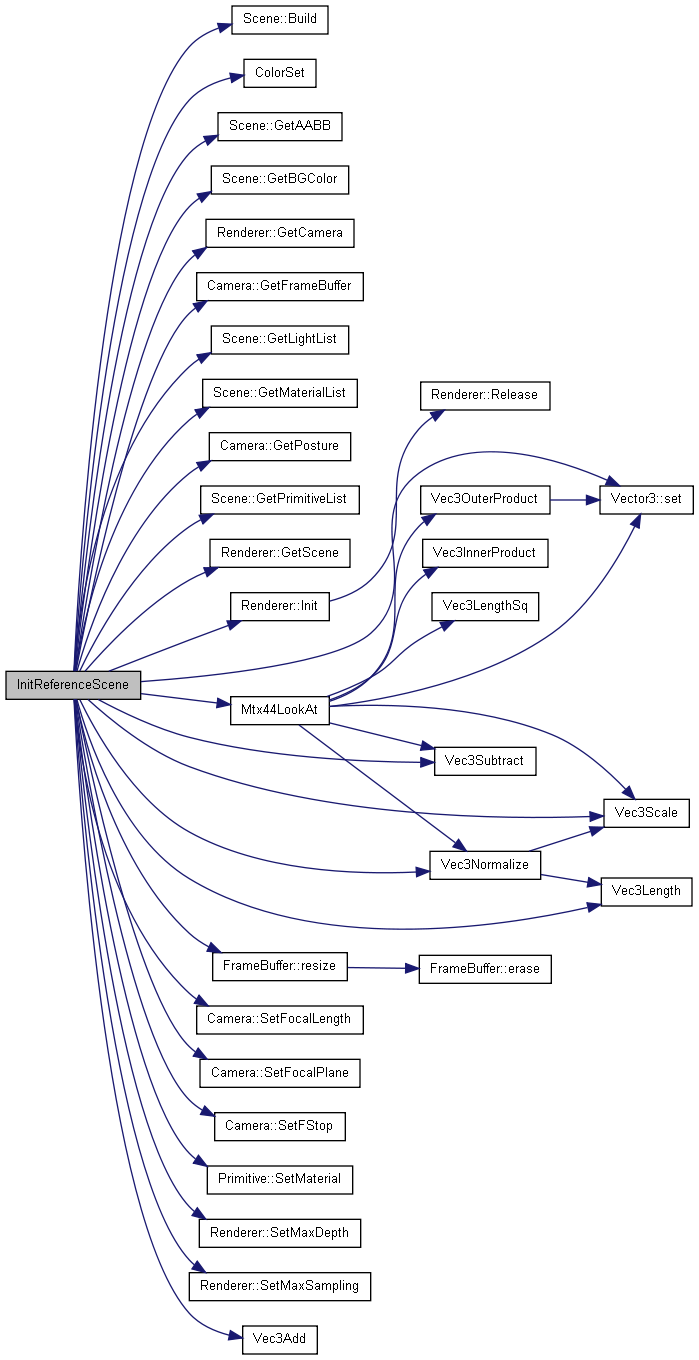 Scene::Build
ColorSet
Scene::GetAABB
Scene::GetBGColor
Renderer::GetCamera
Camera::GetFrameBuffer
Scene::GetLightList
Scene::GetMaterialList
Renderer::Release
Camera::GetPosture
Scene::GetPrimitiveList
Vec3OuterProduct
Vector3::set
Renderer::GetScene
Vec3InnerProduct
Renderer::Init
Vec3LengthSq
InitReferenceScene
Mtx44LookAt
Vec3Subtract
Vec3Scale
Vec3Normalize
Vec3Length
FrameBuffer::resize
FrameBuffer::erase
Camera::SetFocalLength
Camera::SetFocalPlane
Camera::SetFStop
Primitive::SetMaterial
Renderer::SetMaxDepth
Renderer::SetMaxSampling
Vec3Add